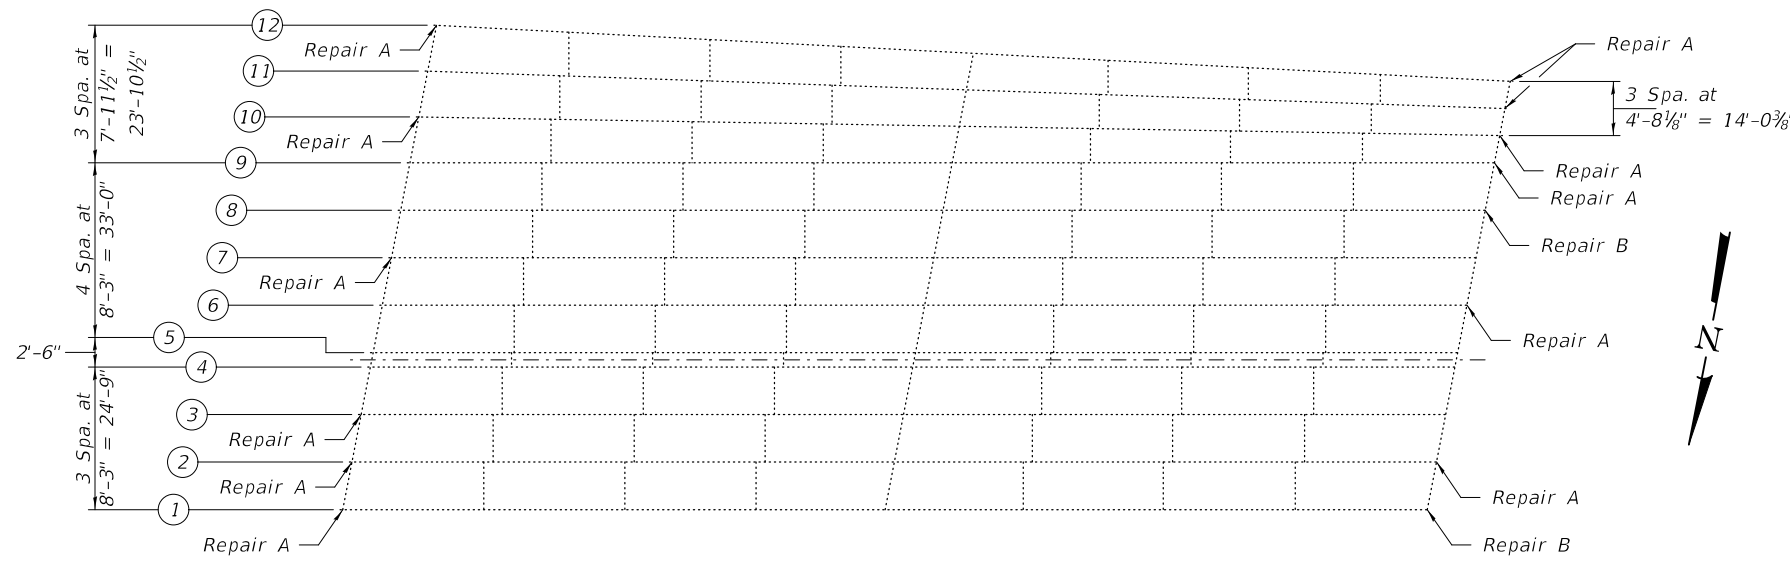 12
Repair A
Repair A
11
3 Spa. at
7'-11½" =
23'-10½"
3 Spa. at
4'-8⅛" = 14'-0⅜"
10
Repair A
9
Repair A
Repair A
8
4 Spa. at
8'-3" = 33'-0"
Repair B
7
Repair A
6
5
Repair A
N
2'-6"
4
3 Spa. at
8'-3" = 24'-9"
3
Repair A
2
Repair A
Repair A
1
Repair A
Repair B